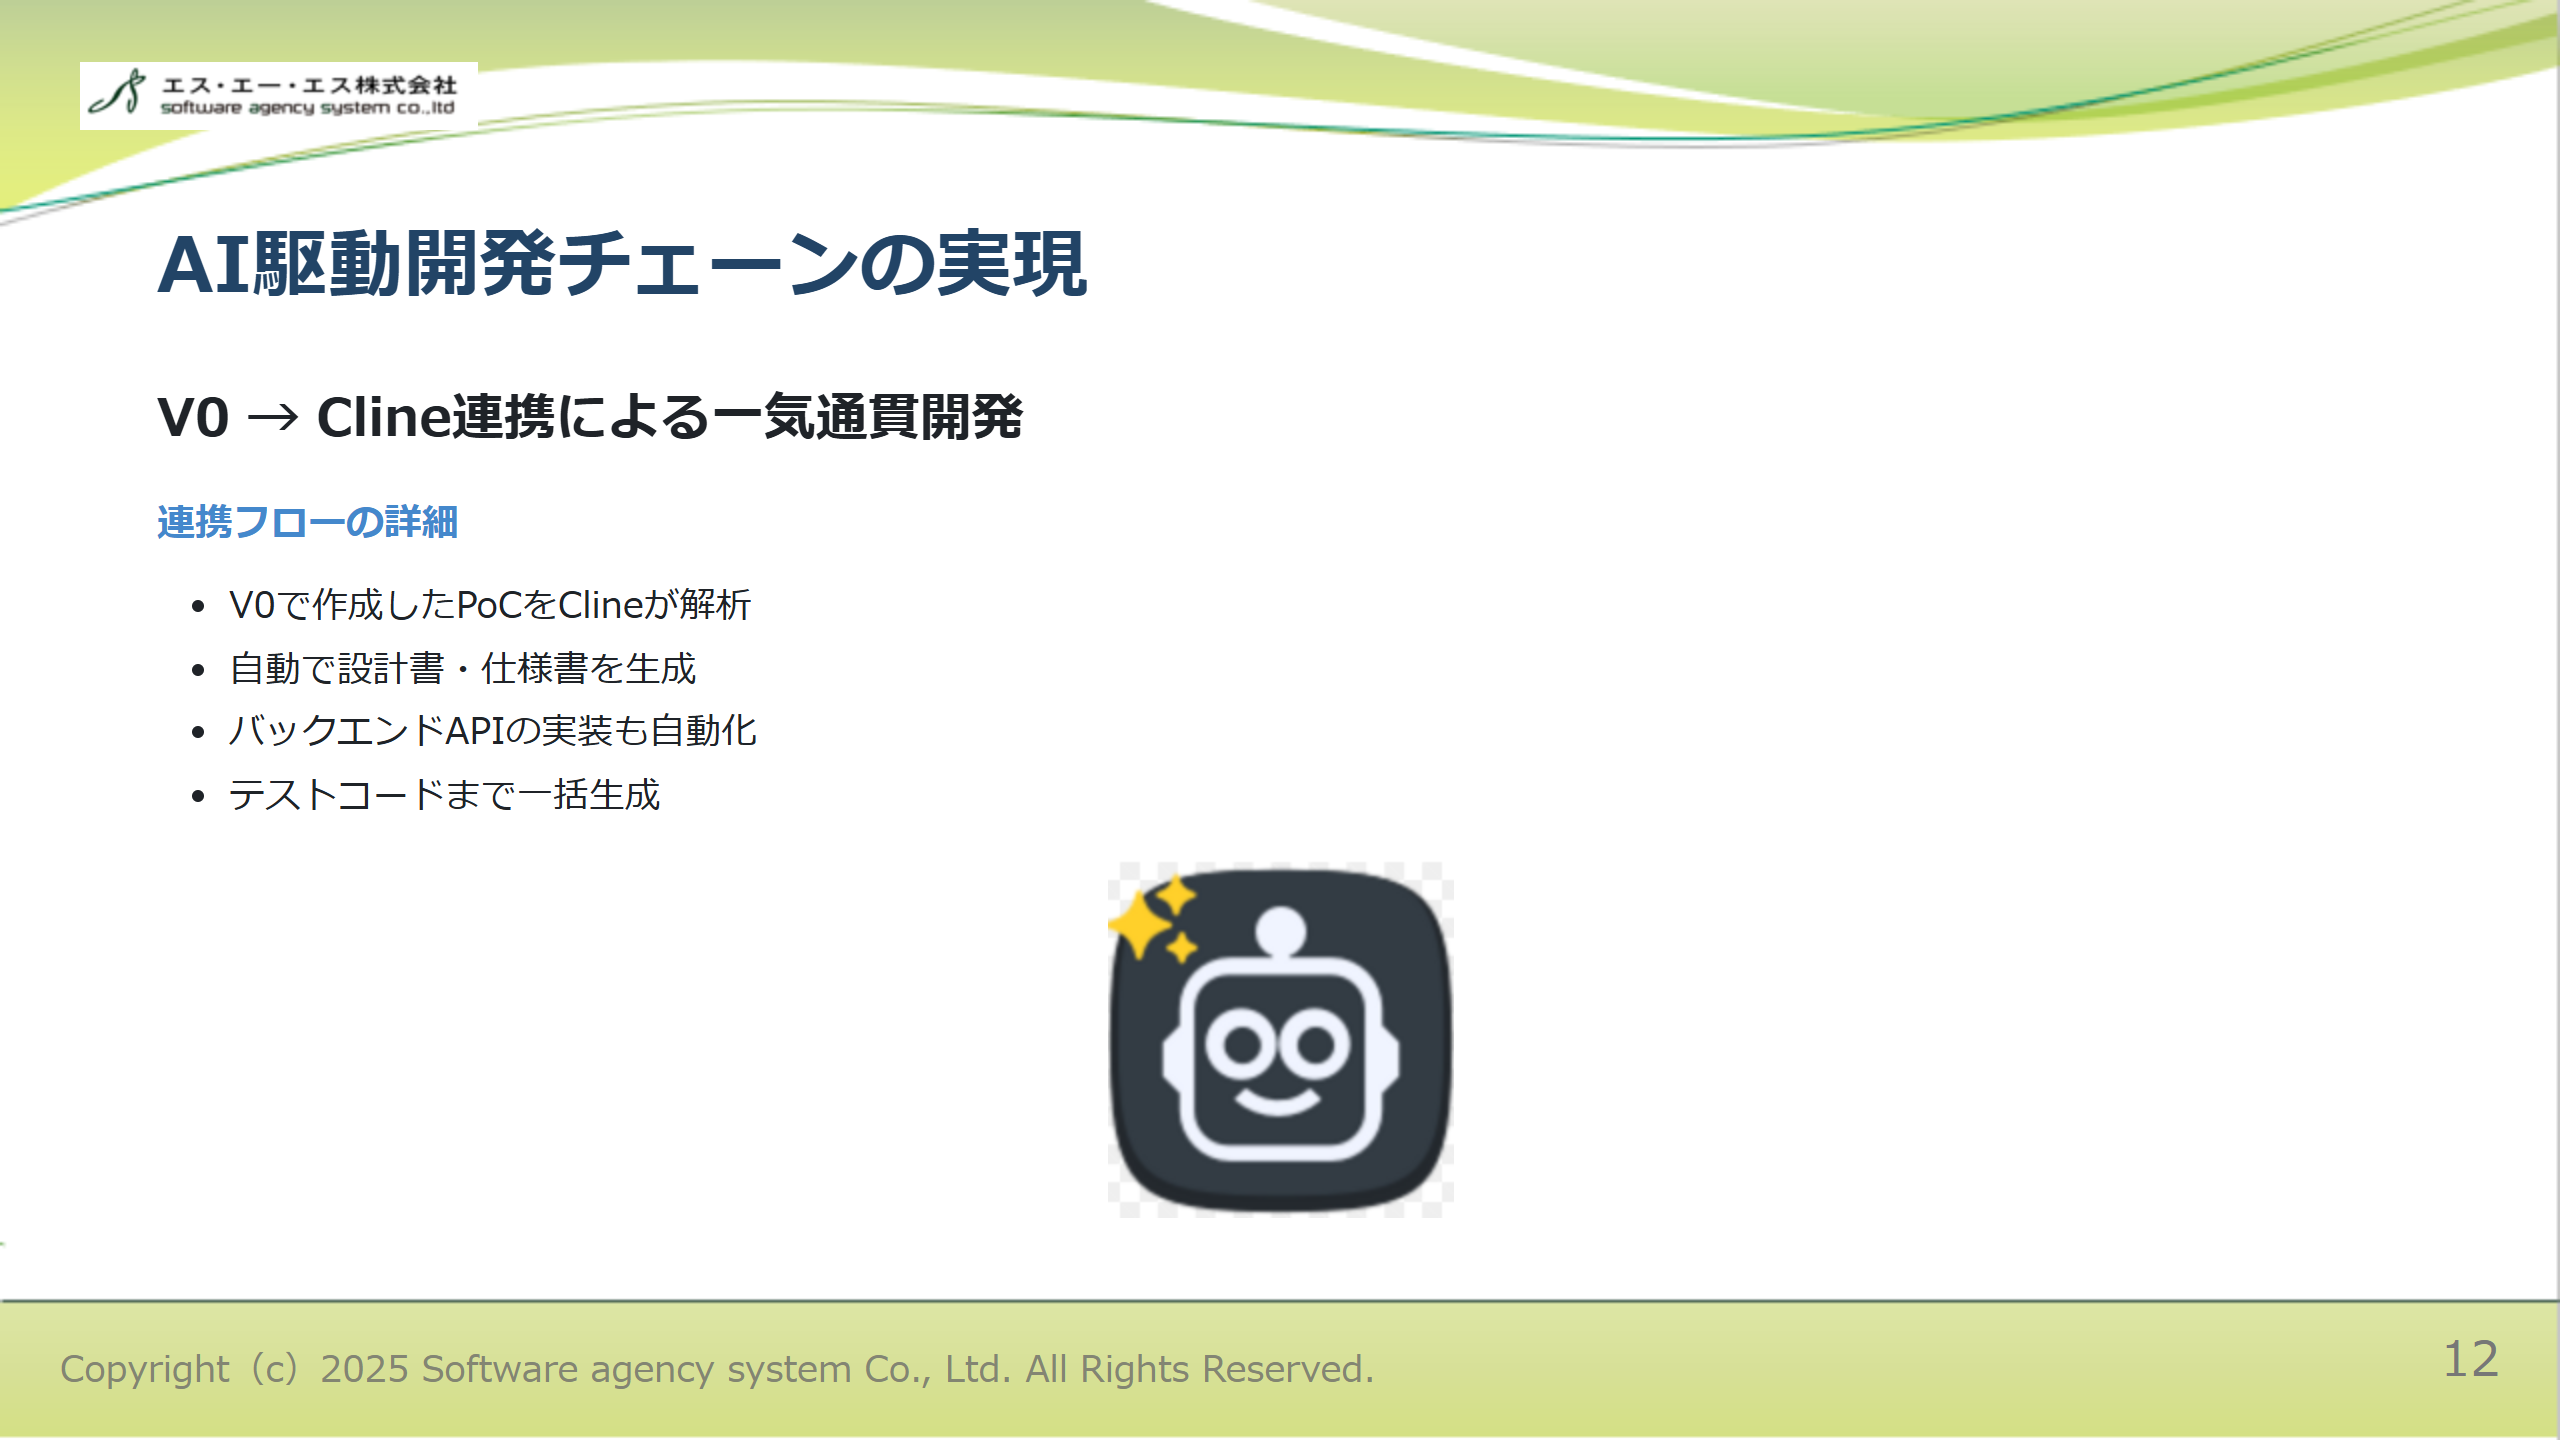 エス・エー・エス株式会社
software agency system co.,ltd
AI駆動開発チェーンの実現
V0 → Cline連携による一気通貫開発
連携フローの詳細
• V0で作成したPoCをClineが解析
• 自動で設計書・仕様書を生成
• バックエンドAPIの実装も自動化
• テストコードまで一括生成
Copyright（c）2025 Software agency system Co., Ltd. All Rights Reserved.
12